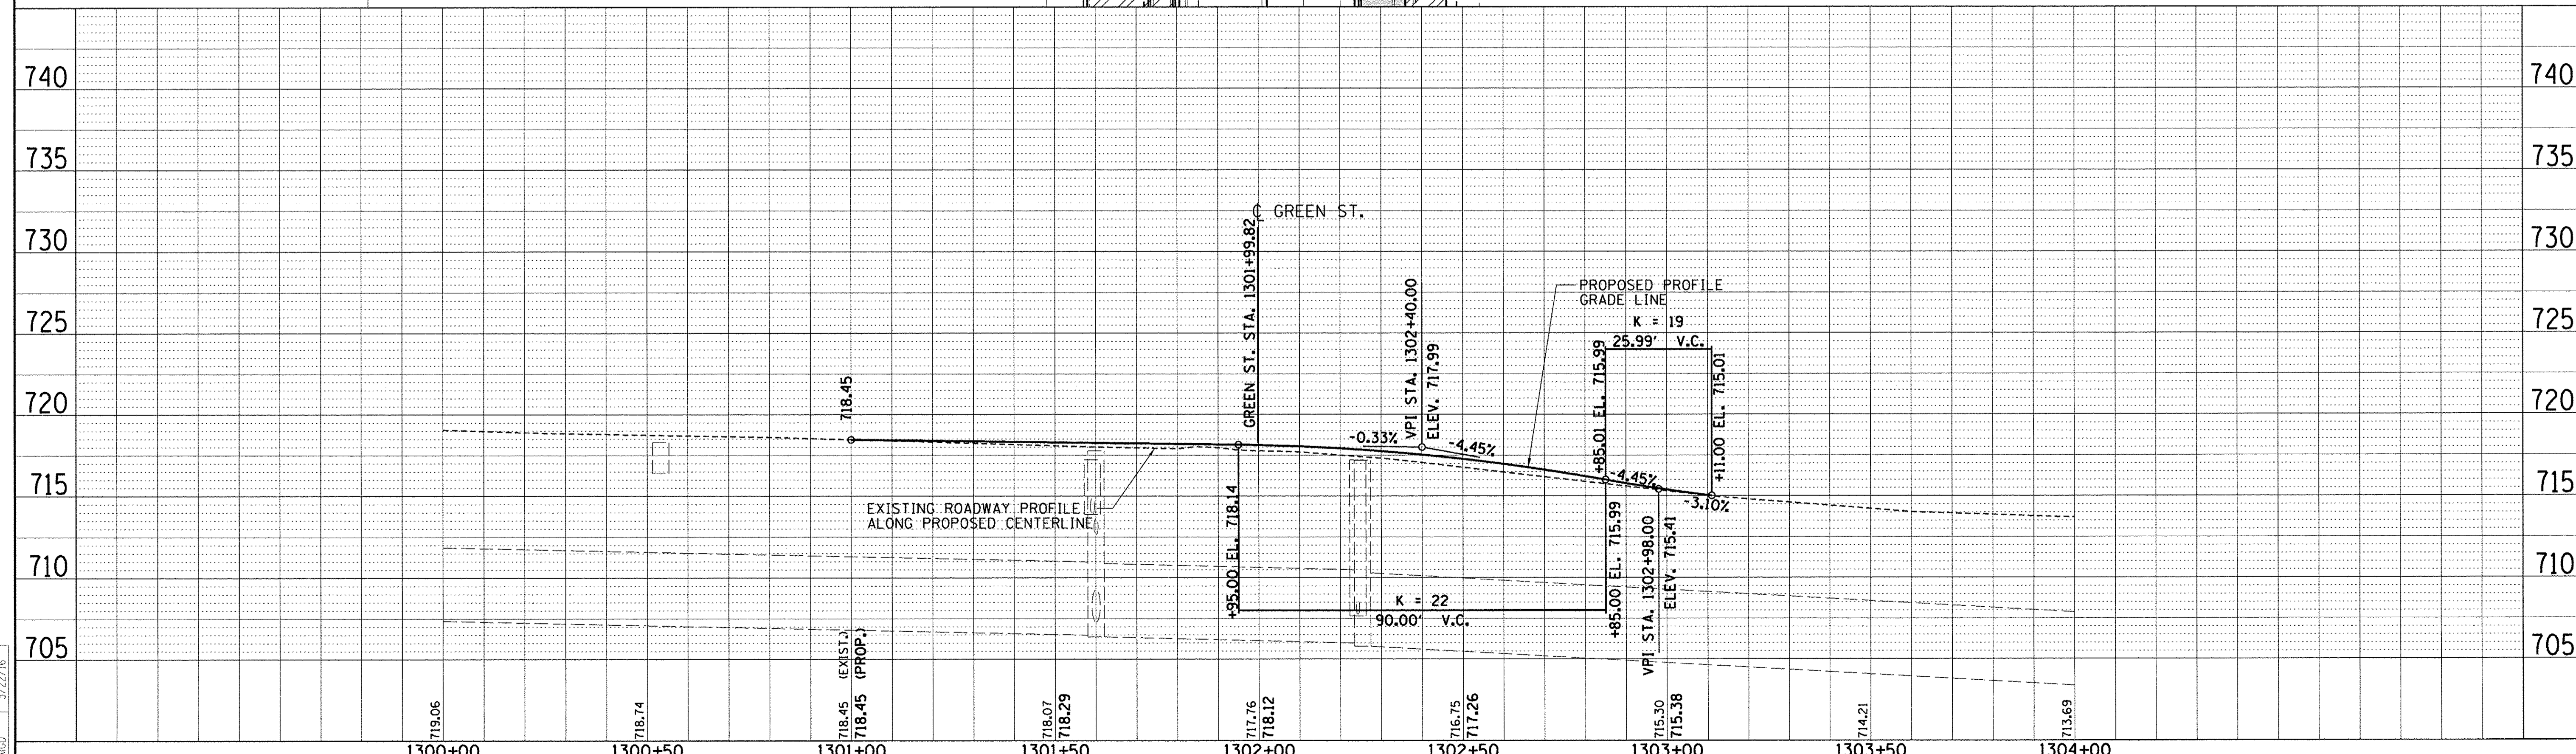 740
740
735
735
730
730
725
725
720
720
715
715
710
710
705
705
℄ GREEN ST.
GREEN ST. STA. 1301+99.82
718.45
VPI STA. 1302+40.00
ELEV. 717.99
-0.33%
-4.45%
PROPOSED PROFILE
GRADE LINE
K = 19
25.99' V.C.
+85.01 EL. 715.99
+11.00 EL. 715.01
-4.45%
-3.10%
EXISTING ROADWAY PROFILE
ALONG PROPOSED CENTERLINE
+95.00 EL. 718.14
K = 22
90.00' V.C.
+85.00 EL. 715.99
VPI STA. 1302+98.00
ELEV. 715.41
719.06
718.74
718.45 (EXIST.)
718.45 (PROP.)
718.07
718.29
717.76
718.12
716.75
717.26
715.30
715.38
714.21
713.69
1300+00
1300+50
1301+00
1301+50
1302+00
1302+50
1303+00
1303+50
1304+00